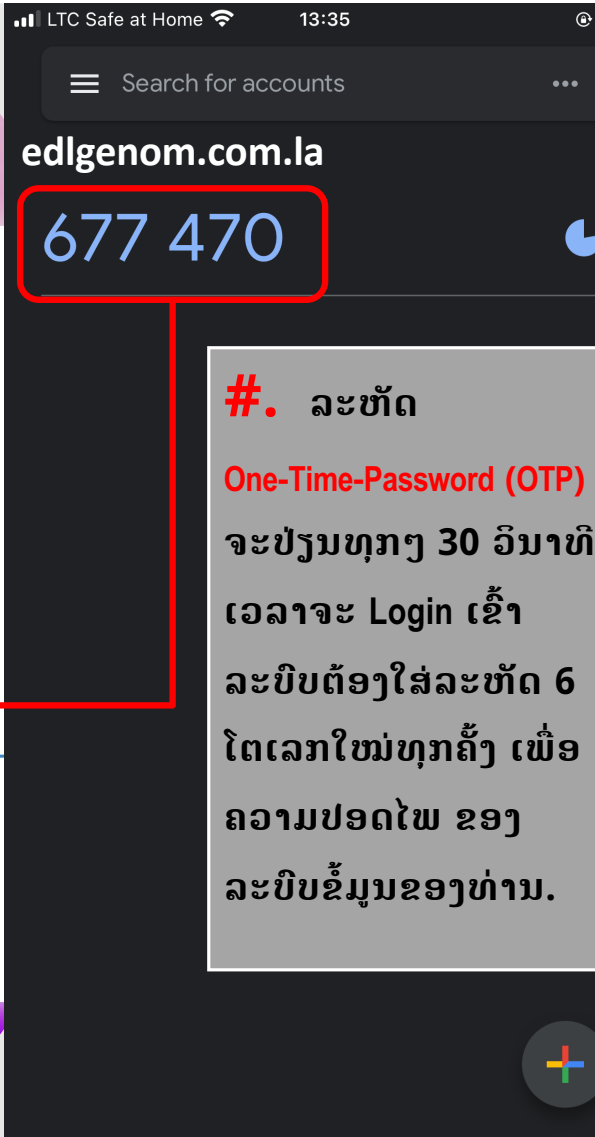 LTC Safe at Home 13:35
Search for accounts
edlgenom.com.la
677 470
#. ລະຫັດ
One-Time-Password (OTP)
ຈະປ່ຽນທຸກໆ 30 ວິນາທີ
ເວລາຈະ Login ເຂົ້າ
ລະບົບຕ້ອງໃສ່ລະຫັດ 6
ໂຕເລກໃໝ່ທຸກຄັ້ງ ເພື່ອ
ຄວາມປອດໄພ ຂອງ
ລະບົບຂໍ້ມູນຂອງທ່ານ.